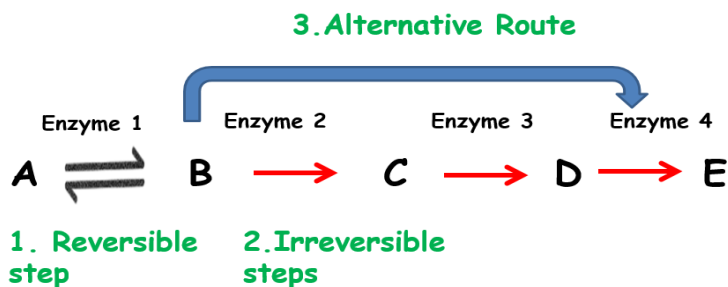 3.Alternative Route
Enzyme 1 Enzyme 2 Enzyme 3 Enzyme 4
A B C D E
1. Reversible 2.Irreversible
step steps